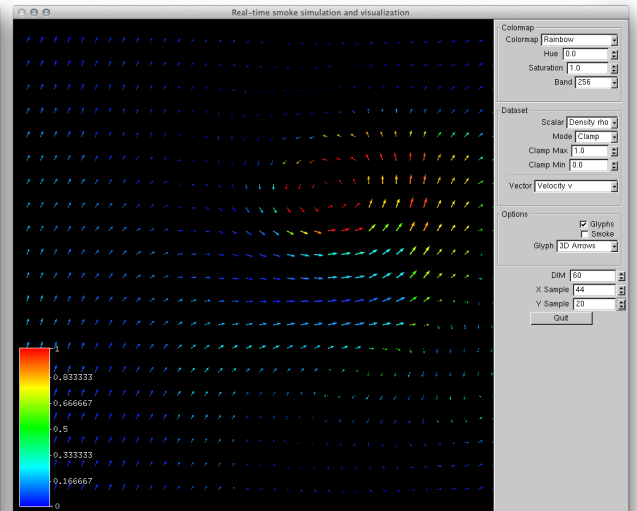 Real-time smoke simulation and visualization
Colormap
Colormap Rainbow
Hue 0.0
Saturation 1.0
Band 256
Dataset
Scalar Density rho
Mode Clamp
Clamp Max 1.0
Clamp Min 0.0
Vector Velocity v
Options
Glyphs
Smoke
Glyph 3D Arrows
DIM 60
X Sample 44
Y Sample 20
Quit
1
0.833333
0.666667
0.5
0.333333
0.166667
0